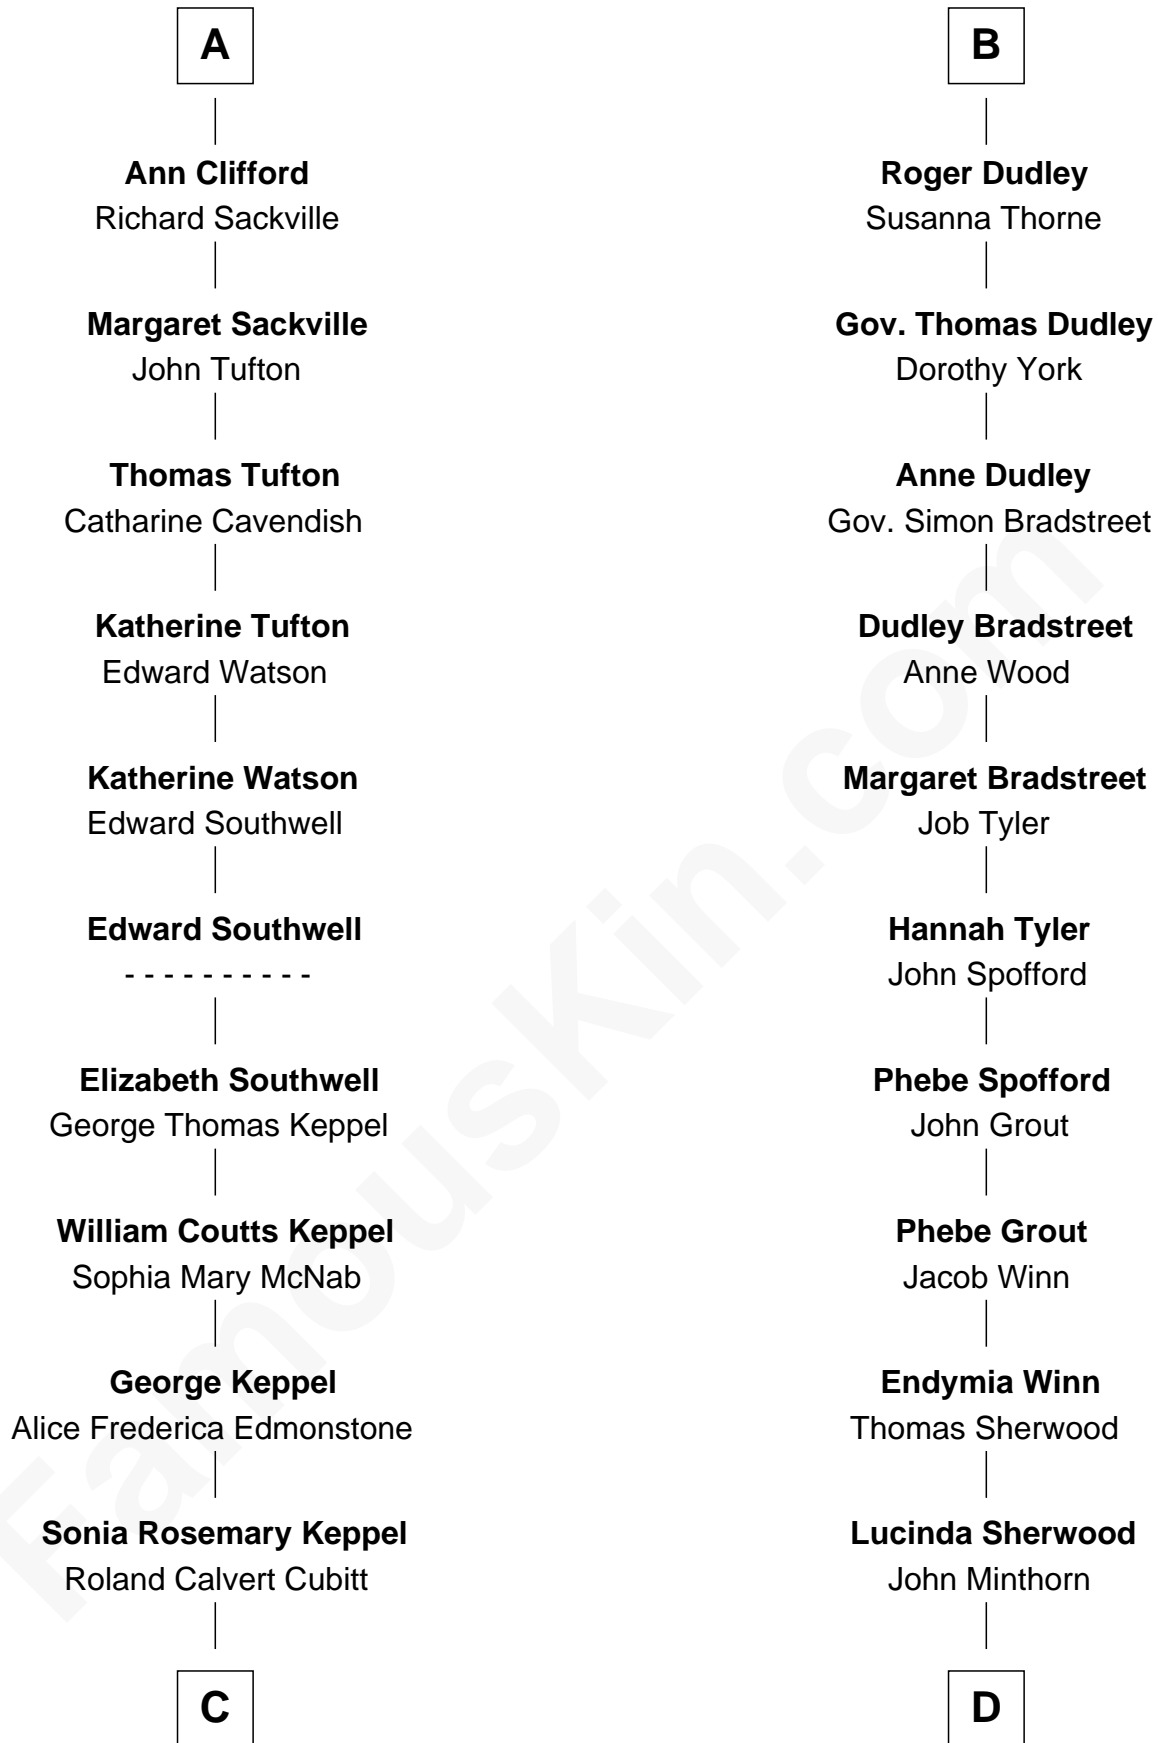 A
Ann Clifford
Richard Sackville
Margaret Sackville
John Tufton
Thomas Tufton
Catharine Cavendish
Katherine Tufton
Edward Watson
Katherine Watson
Edward Southwell
Edward Southwell
- - - - - - - - - -
Elizabeth Southwell
George Thomas Keppel
William Coutts Keppel
Sophia Mary McNab
George Keppel
Alice Frederica Edmonstone
Sonia Rosemary Keppel
Roland Calvert Cubitt
C
B
Roger Dudley
Susanna Thorne
Gov. Thomas Dudley
Dorothy York
Anne Dudley
Gov. Simon Bradstreet
Dudley Bradstreet
Anne Wood
Margaret Bradstreet
Job Tyler
Hannah Tyler
John Spofford
Phebe Spofford
John Grout
Phebe Grout
Jacob Winn
Endymia Winn
Thomas Sherwood
Lucinda Sherwood
John Minthorn
D
FamousKin.com